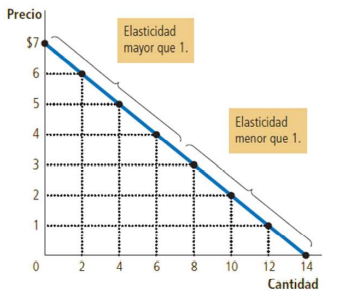 Precio
$7
Elasticidad
mayor que 1.
6
5
4
Elasticidad
menor que 1.
3
2
1
0 2 4 6 8 10 12 14
Cantidad